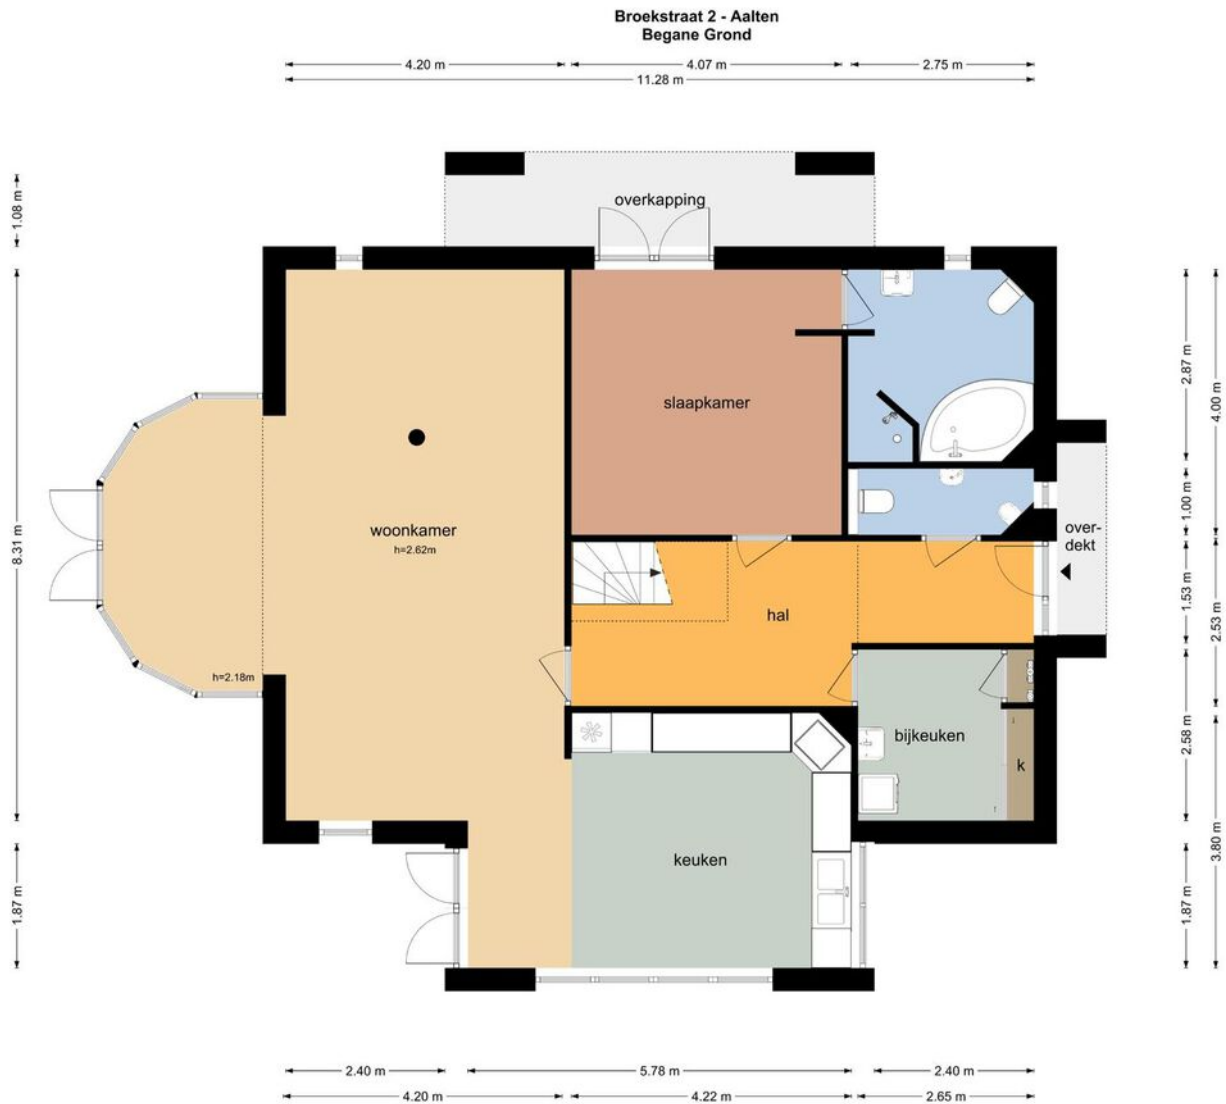 Broekstraat 2 - Aalten
Begane Grond
4.20 m
4.07 m
2.75 m
11.28 m
1.08 m
overkapping
8.31 m
2.87 m
4.00 m
slaapkamer
woonkamer
h=2.62m
1.00 m
over-
dekt
1.53 m
2.53 m
hal
h=2.18m
bijkeuken
k
2.58 m
keuken
3.80 m
1.87 m
1.87 m
2.40 m
5.78 m
2.40 m
4.20 m
4.22 m
2.65 m